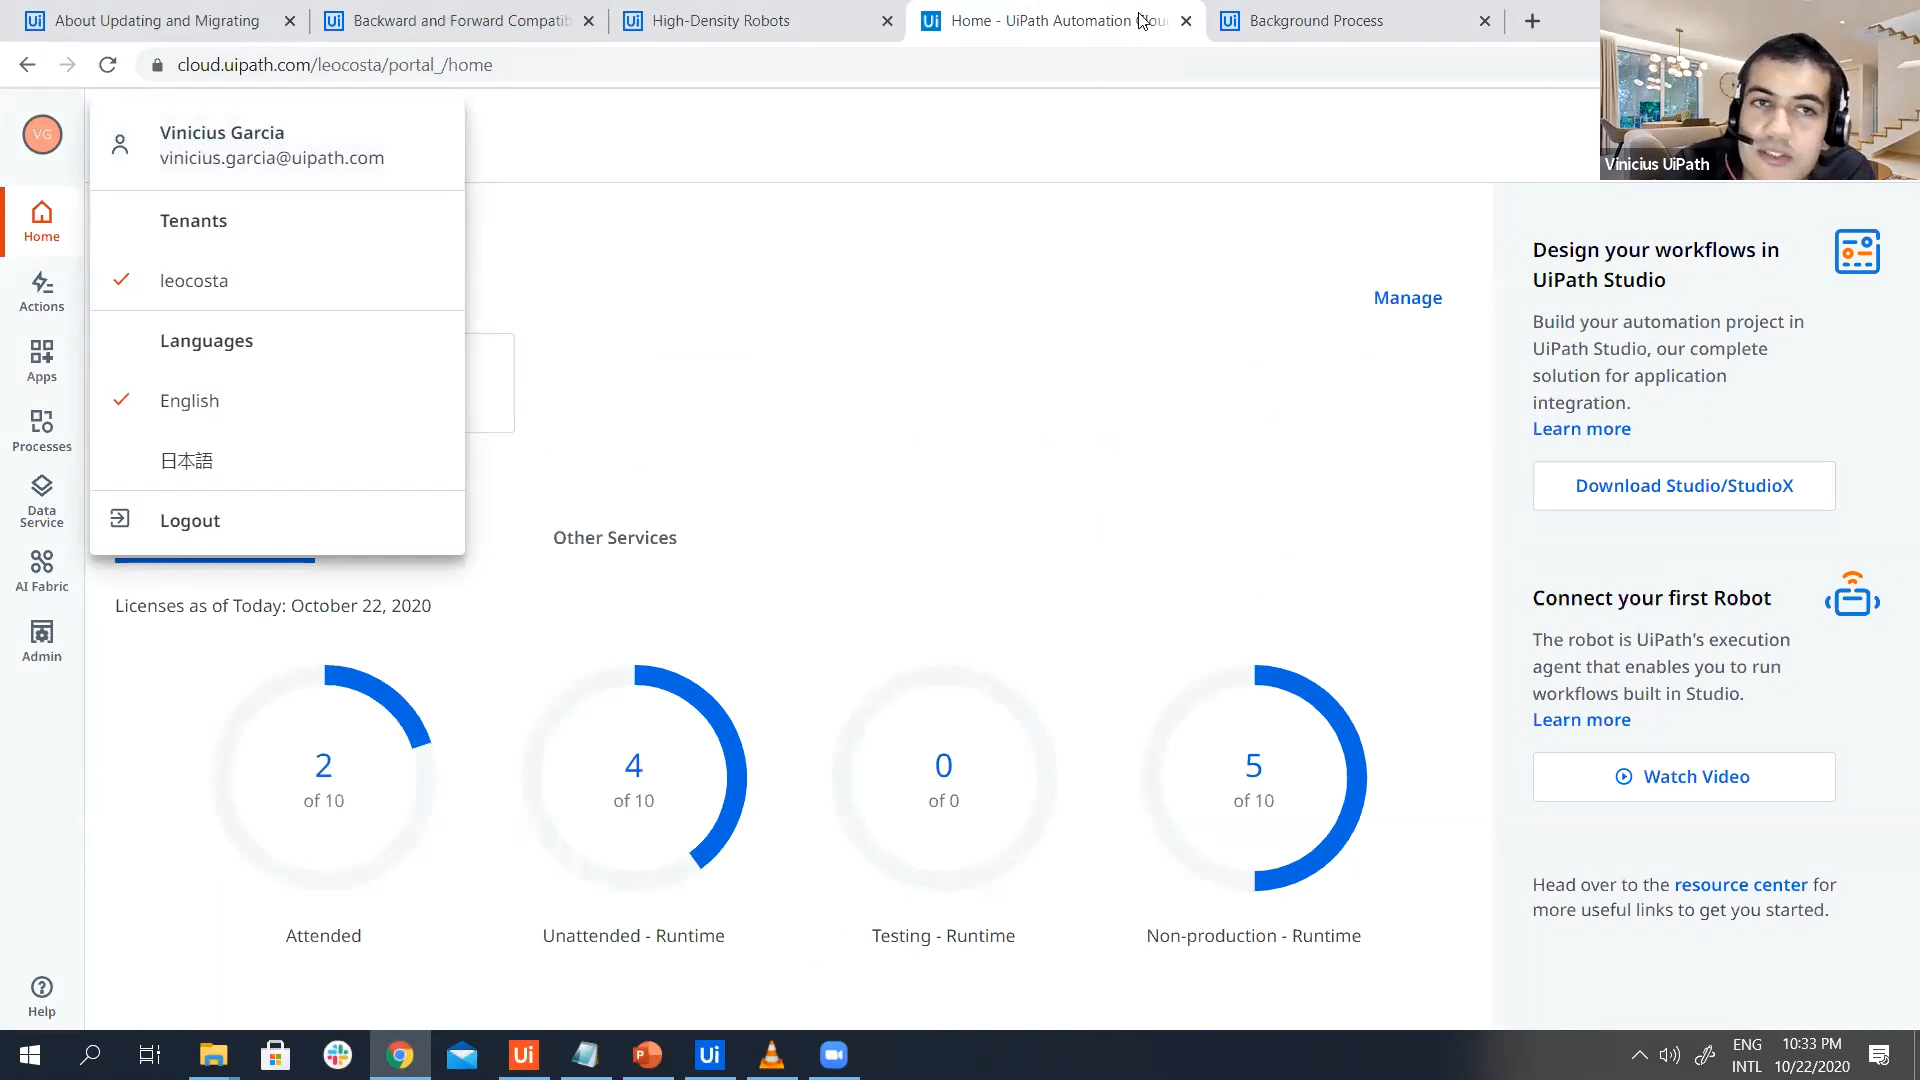 About Updating and Migrating
Backward and Forward Compatib
High-Density Robots
Home - UiPath Automation Clou
Background Process
cloud.uipath.com/leocosta/portal_/home
VG
Home
Actions
Apps
Processes
Data
Service
AI Fabric
Admin
Help
Vinicius Garcia
vinicius.garcia@uipath.com
Tenants
leocosta
Languages
English
日本語
Logout
Manage
Other Services
Licenses as of Today: October 22, 2020
2
of 10
Attended
4
of 10
Unattended - Runtime
0
of 0
Testing - Runtime
5
of 10
Non-production - Runtime
Vinicius UiPath
Design your workflows in
UiPath Studio
Build your automation project in
UiPath Studio, our complete
solution for application
integration.
Learn more
Download Studio/StudioX
Connect your first Robot
The robot is UiPath's execution
agent that enables you to run
workflows built in Studio.
Learn more
Watch Video
Head over to the resource center for
more useful links to get you started.
ENG
INTL
10:33 PM
10/22/2020